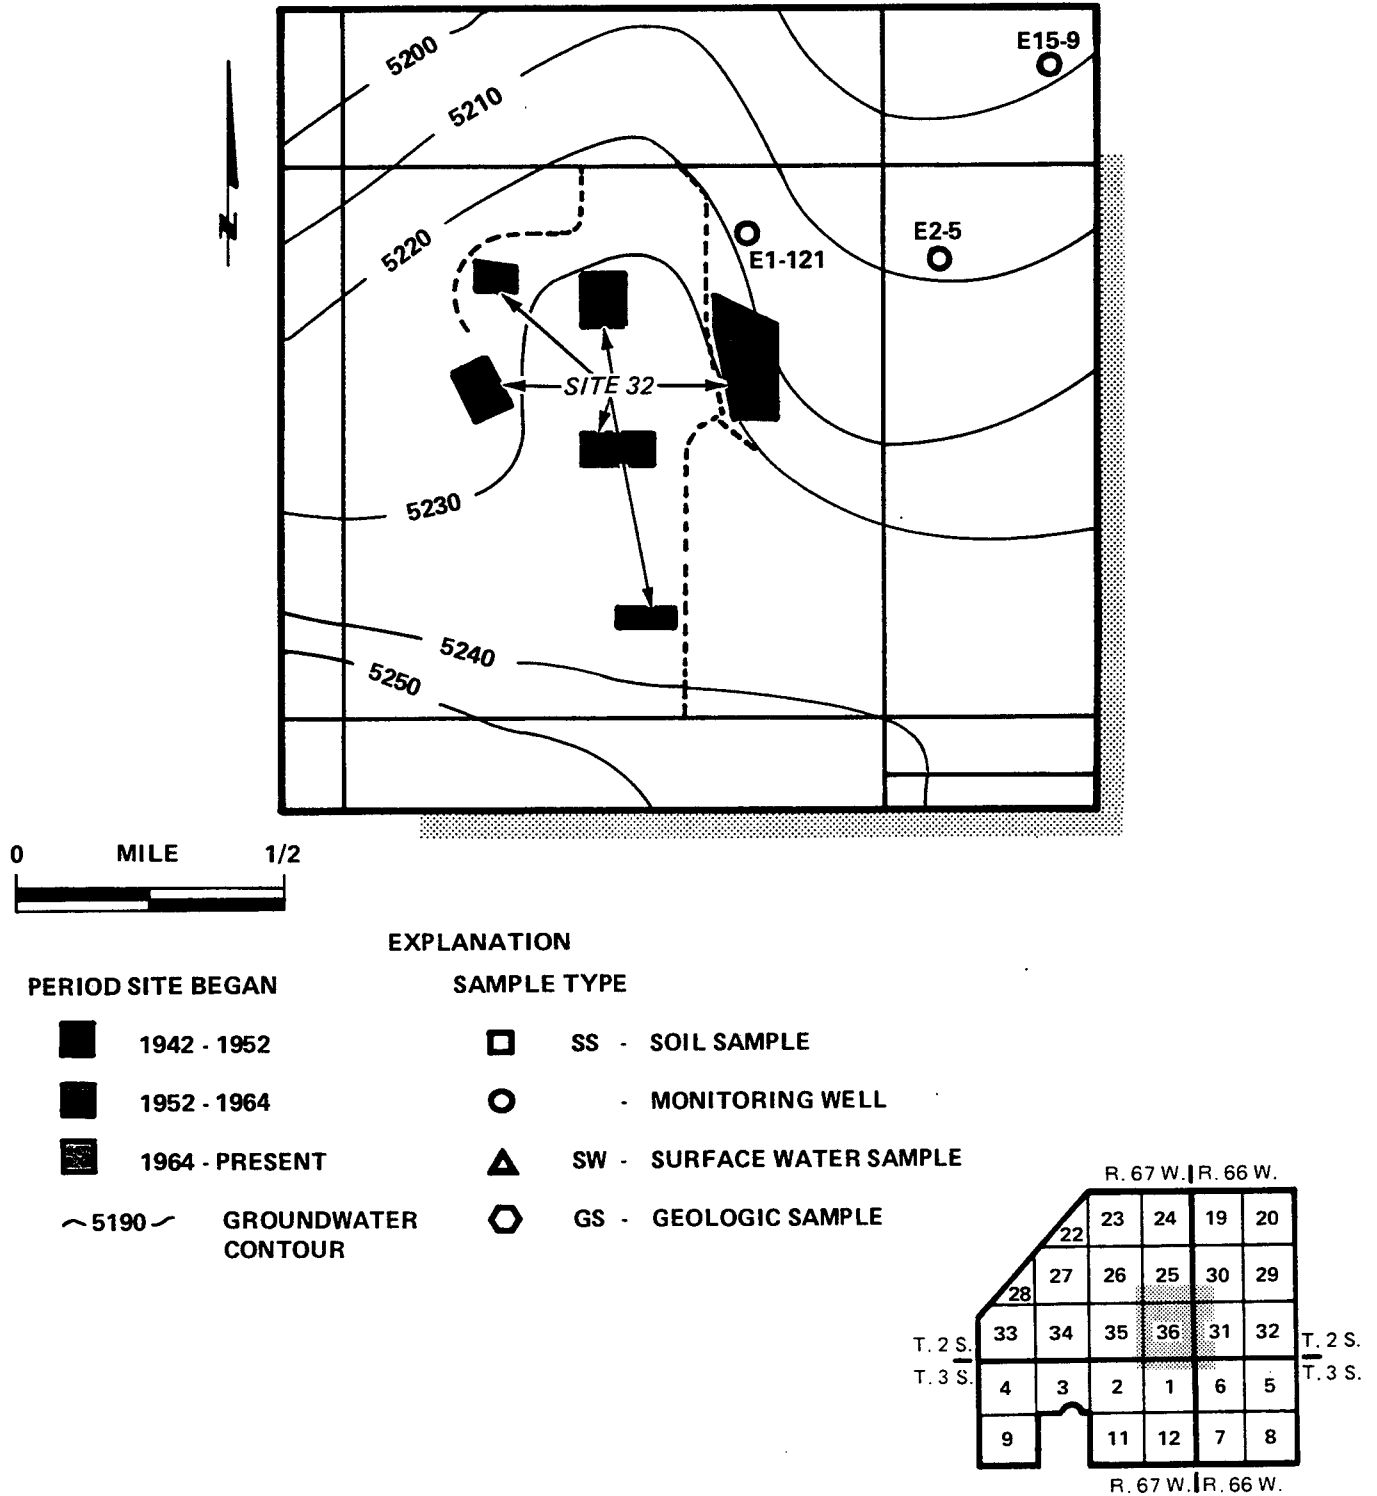 5200
E15-9
5210
N
E2-5
5220
E1-121
SITE 32
5230
5240
5250
0 MILE 1/2
EXPLANATION
PERIOD SITE BEGAN
1942 - 1952
1952 - 1964
1964 - PRESENT
5190
GROUNDWATER
CONTOUR
SAMPLE TYPE
SS - SOIL SAMPLE
- MONITORING WELL
SW - SURFACE WATER SAMPLE
GS - GEOLOGIC SAMPLE
R. 67 W. R. 66 W.
22 23 24 19 20
28 27 26 25 30 29
33 34 35 36 31 32
T. 2 S. T. 2 S.
T. 3 S. T. 3 S.
4 3 2 1 6 5
9 11 12 7 8
R. 67 W. R. 66 W.